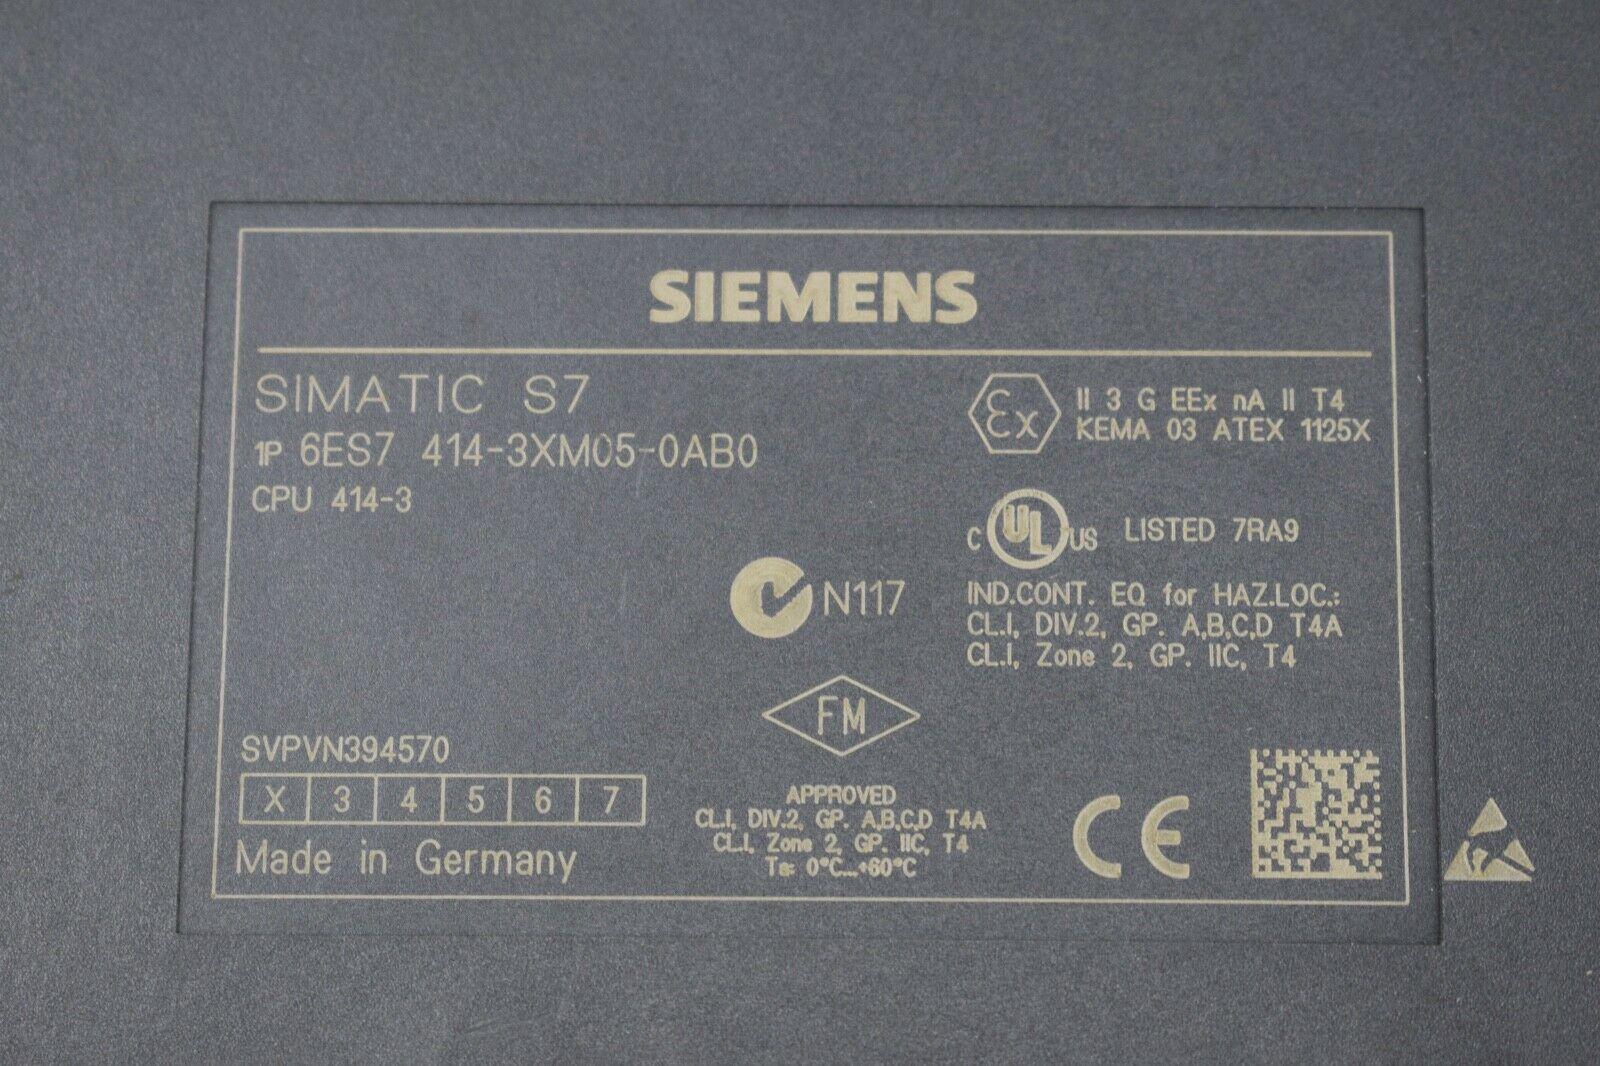 SIEMENS
SIMATIC S7
1P 6ES7 414-3XM05-0AB0
CPU 414-3
Ex
II 3 G EEx nA II T4
KEMA 03 ATEX 1125X
C UL US LISTED 7RA9
IND.CONT. EQ for HAZ.LOC.:
CL.I, DIV.2, GP. A,B,C,D T4A
CL.I, Zone 2, GP. IIC, T4
N117
FM
APPROVED
CL.I, DIV.2, GP. A,B,C,D T4A
CL.I, Zone 2, GP. IIC, T4
Ta: 0°C...+60°C
SVPVN394570
X 3 4 5 6 7
Made in Germany
CE